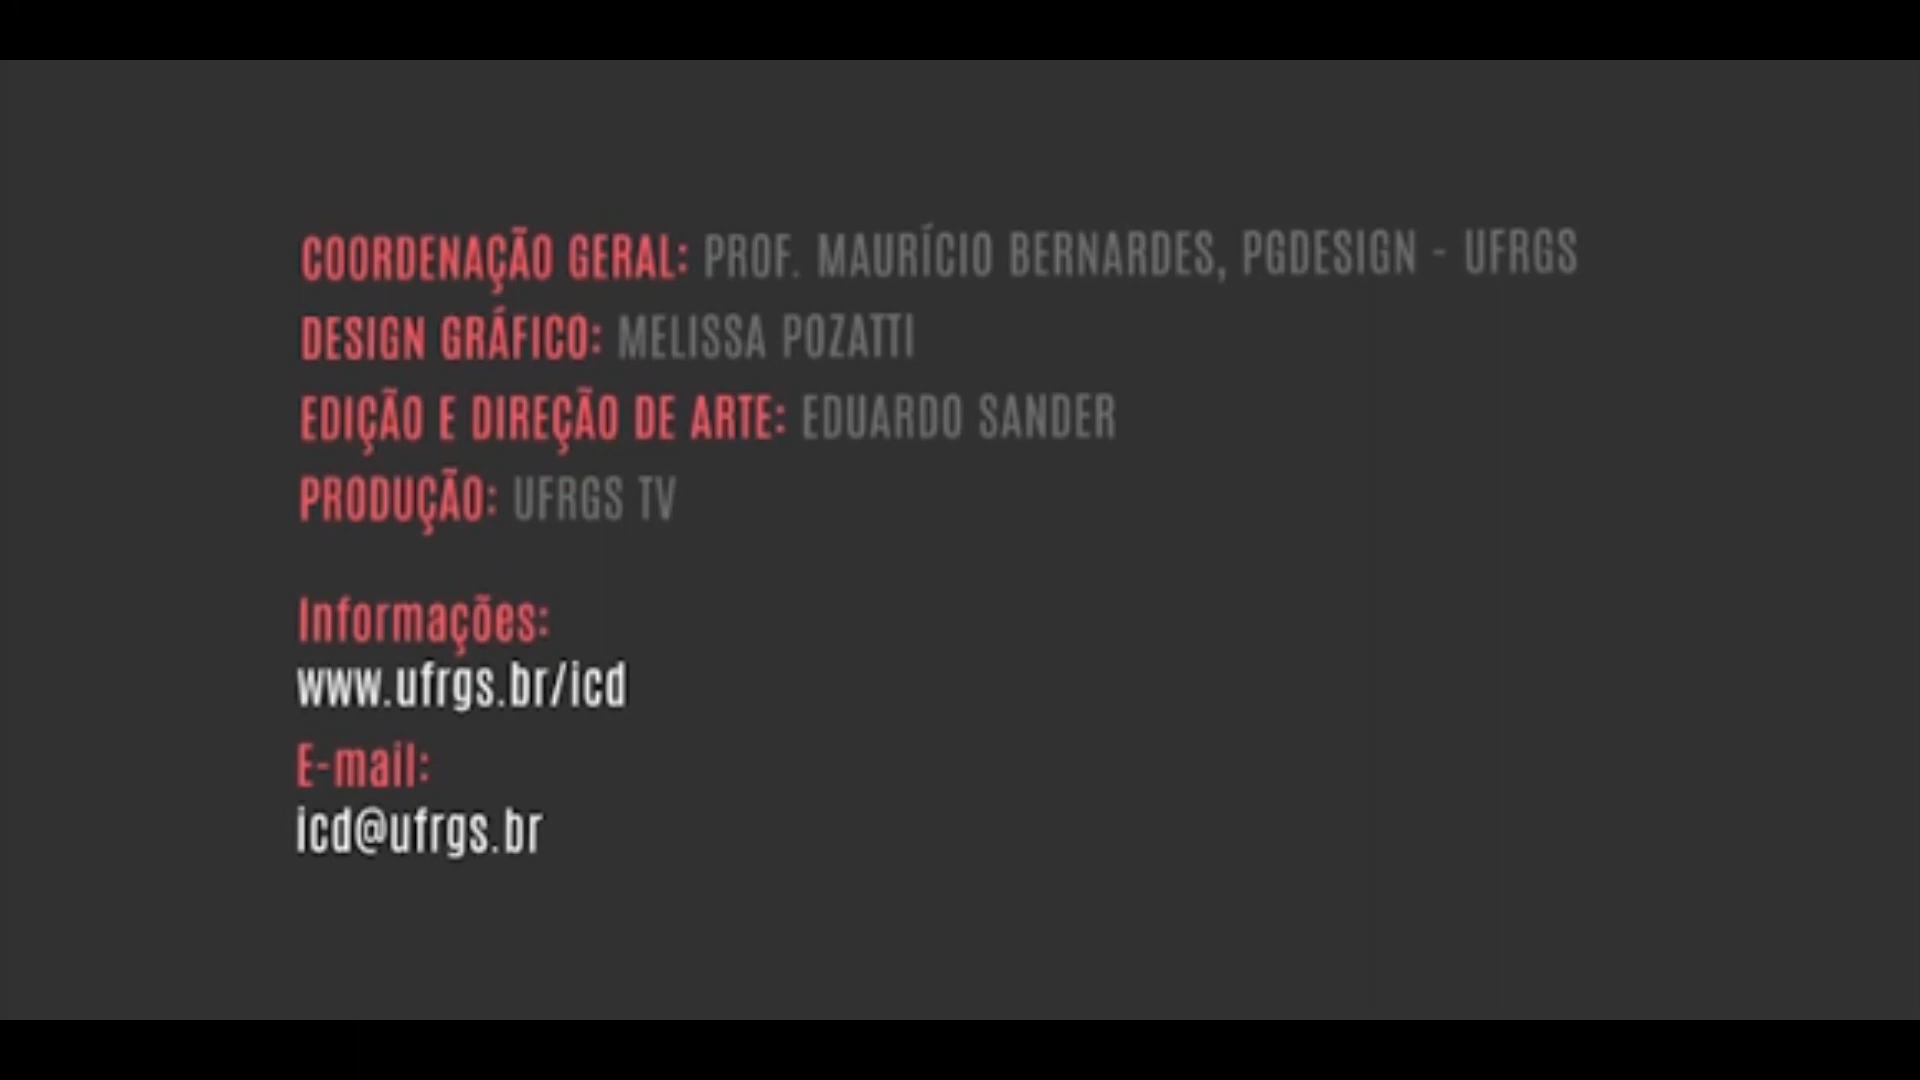 COORDENAÇÃO GERAL: PROF. MAURÍCIO BERNARDES, PGDESIGN - UFRGS
DESIGN GRÁFICO: MELISSA POZATTI
EDIÇÃO E DIREÇÃO DE ARTE: EDUARDO SANDER
PRODUÇÃO: UFRGS TV
Informações:
www.ufrgs.br/icd
E-mail:
icd@ufrgs.br